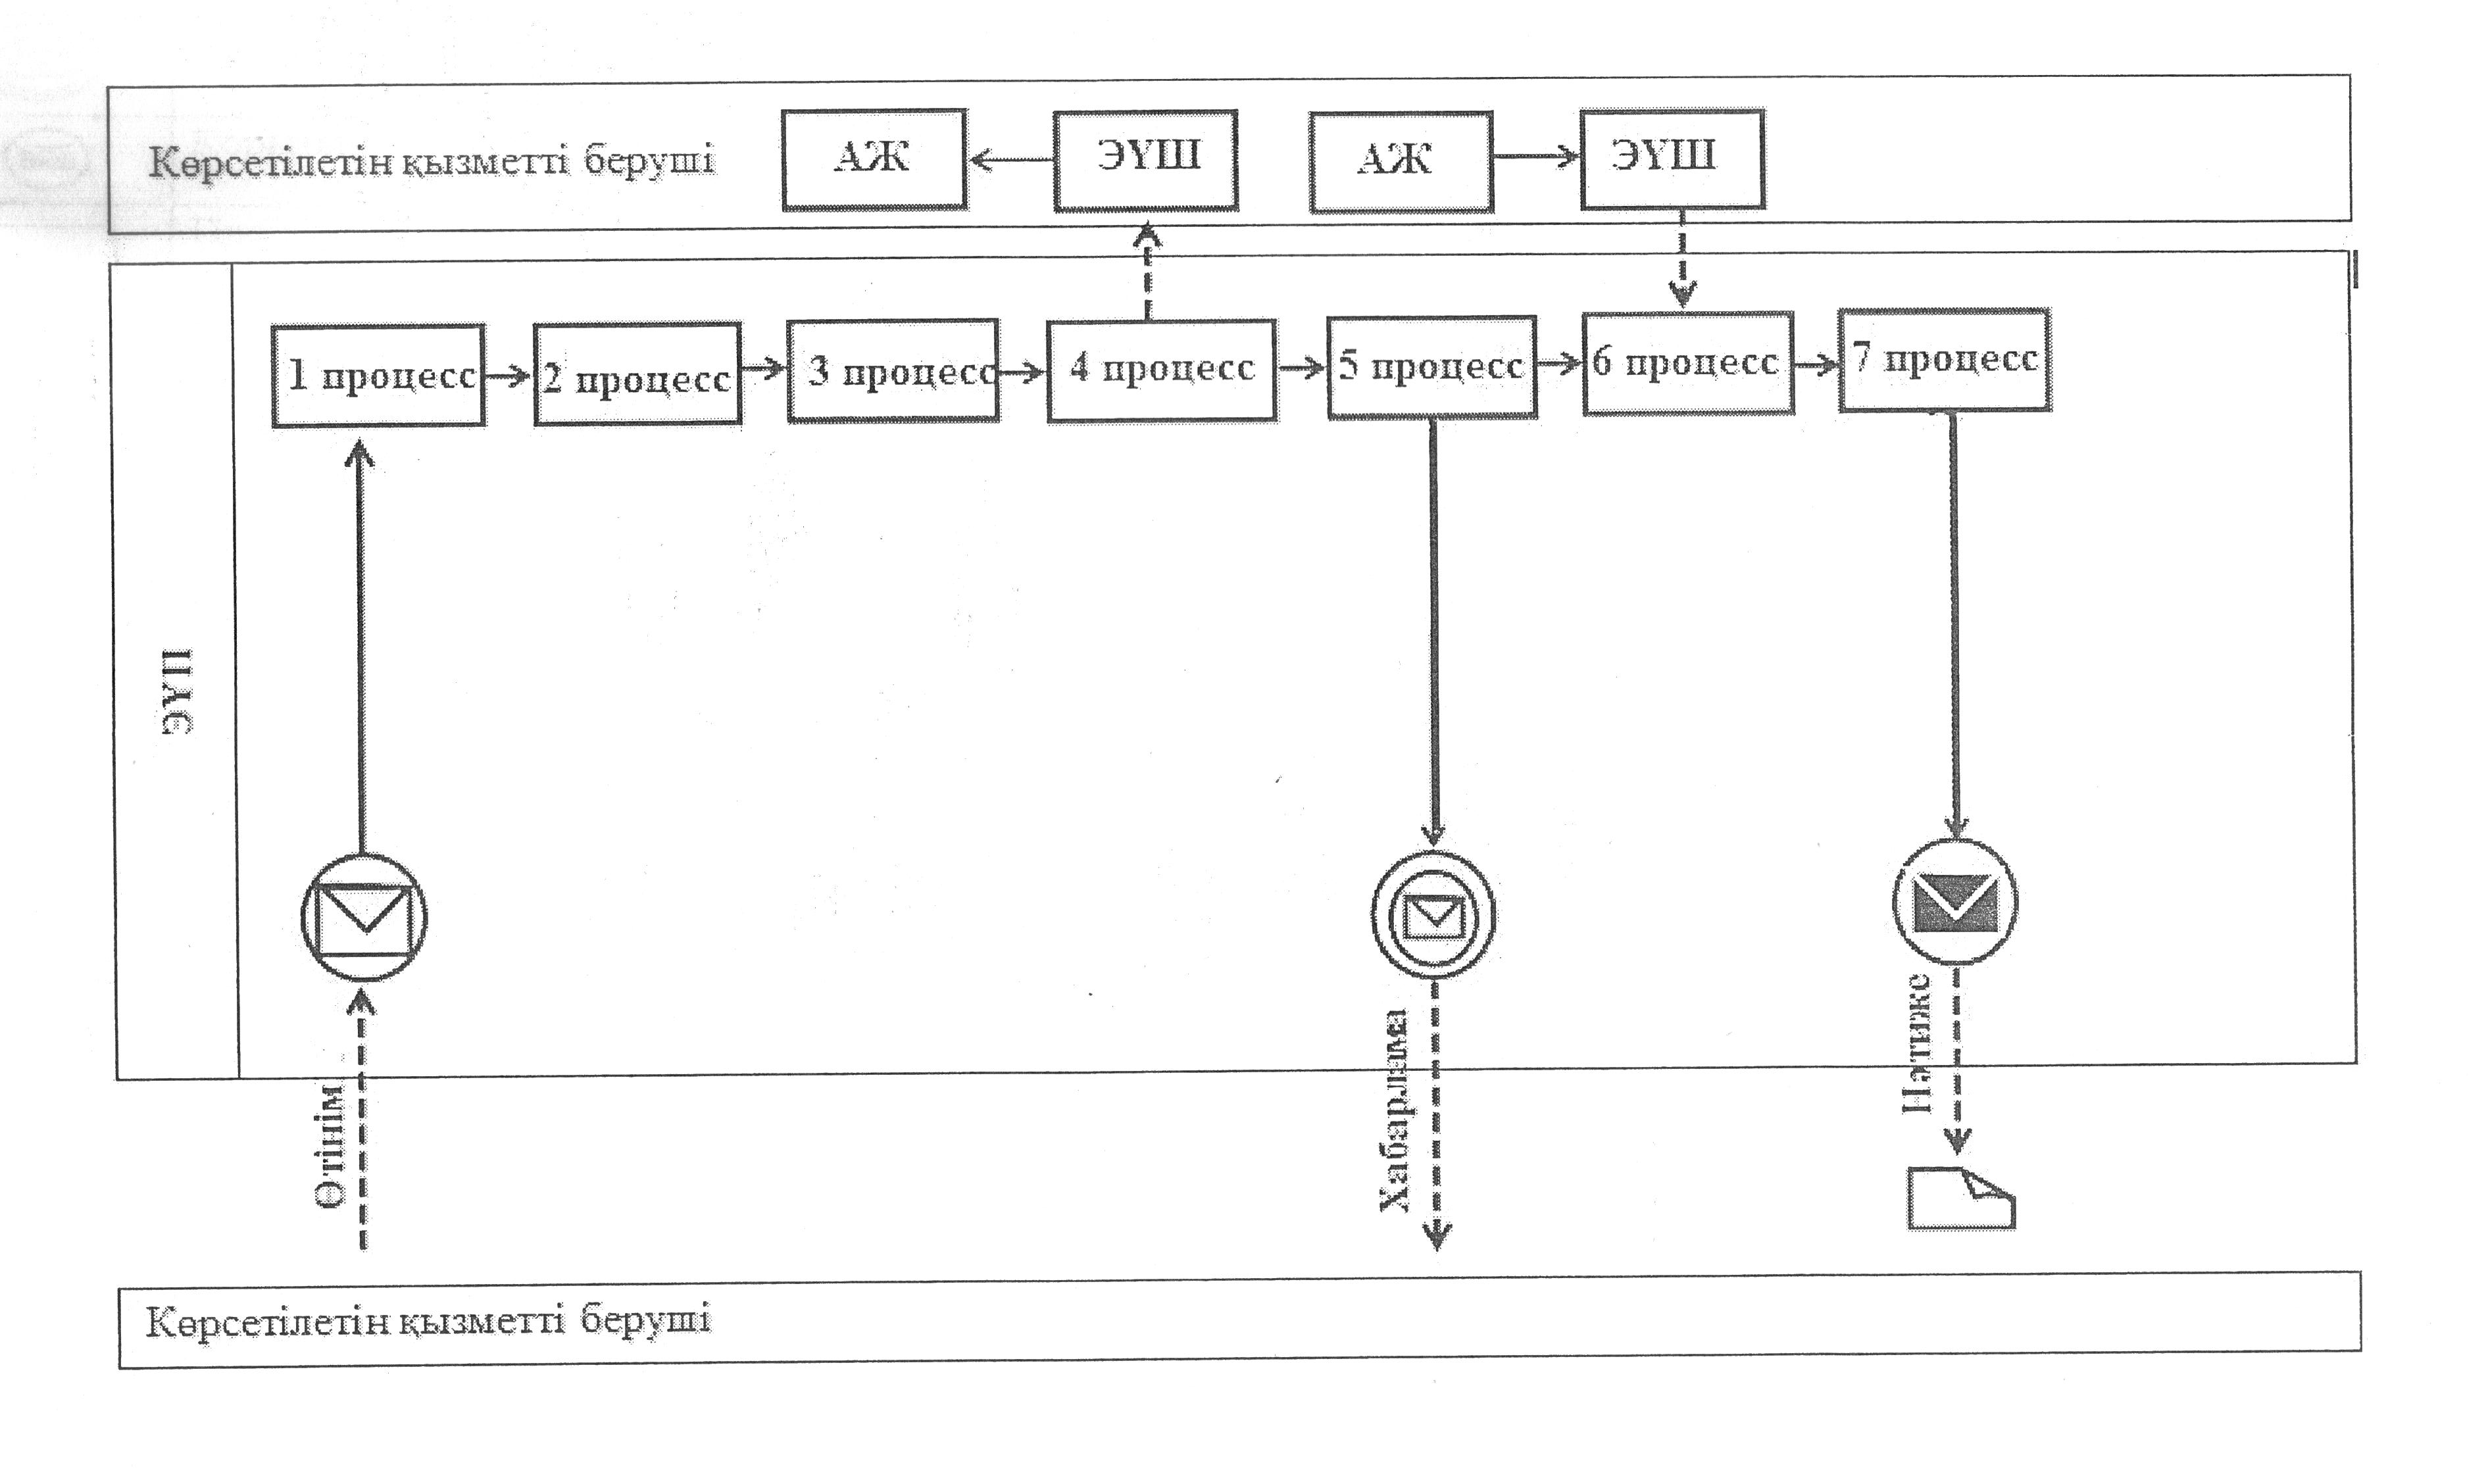 Көрсетілетін қызметті беруші
АЖ
ЭҮШ
АЖ
ЭҮШ
1 процесс
2 процесс
3 процесс
4 процесс
5 процесс
6 процесс
7 процесс
ЭҮП
Өтінім
Хабарлама
Нәтиже
Көрсетілетін қызметті беруші